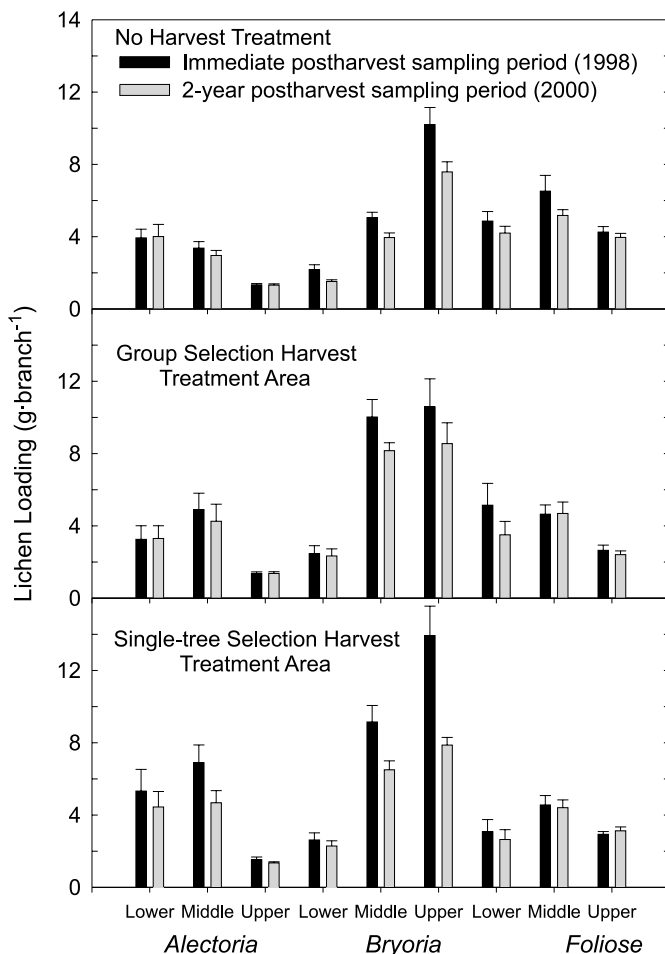 No Harvest Treatment
Immediate postharvest sampling period (1998)
2-year postharvest sampling period (2000)
14
12
8
4
0
Group Selection Harvest
Treatment Area
12
8
4
0
Single-tree Selection Harvest
Treatment Area
12
8
4
0
Lichen Loading (g·branch⁻¹)
Lower Middle Upper Lower Middle Upper Lower Middle Upper
Alectoria Bryoria Foliose